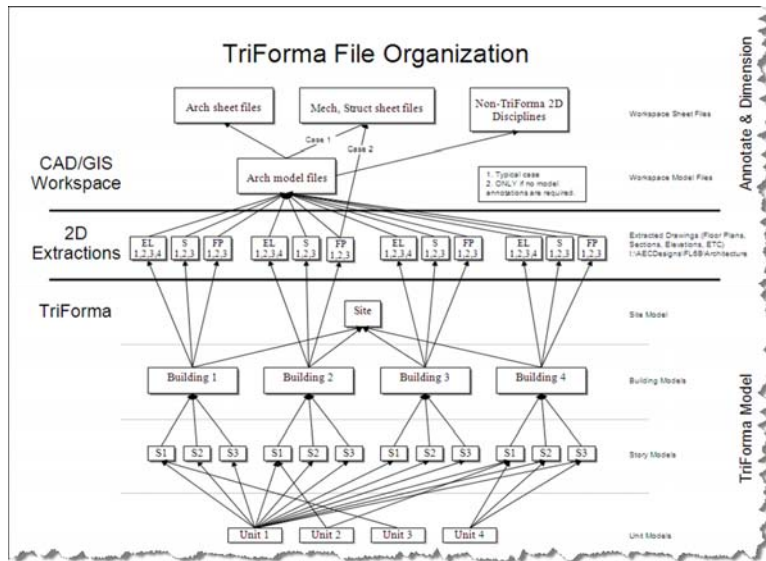 TriForma File Organization
Arch sheet files
Mech, Struct sheet files
Non-TriForma 2D
Disciplines
Workspace Sheet Files
Annotate & Dimension
Case 1
Case 2
CAD/GIS
Workspace
Arch model files
1. Typical case
2. ONLY if no model
annotations are required.
Workspace Model Files
2D
Extractions
EL
1,2,3,4
S
1,2,3
FP
1,2,3
EL
1,2,3,4
S
1,2,3
FP
1,2,3
EL
1,2,3,4
S
1,2,3
FP
1,2,3
EL
1,2,3,4
S
1,2,3
FP
1,2,3
Extracted Drawings (Floor Plans,
Sections, Elevations, ETC)
TriForma
Site
Site Model
Building 1
Building 2
Building 3
Building 4
Building Models
TriForma Model
S1
S2
S3
S1
S2
S3
S1
S2
S3
S1
S2
S3
Story Models
Unit 1
Unit 2
Unit 3
Unit 4
Unit Models